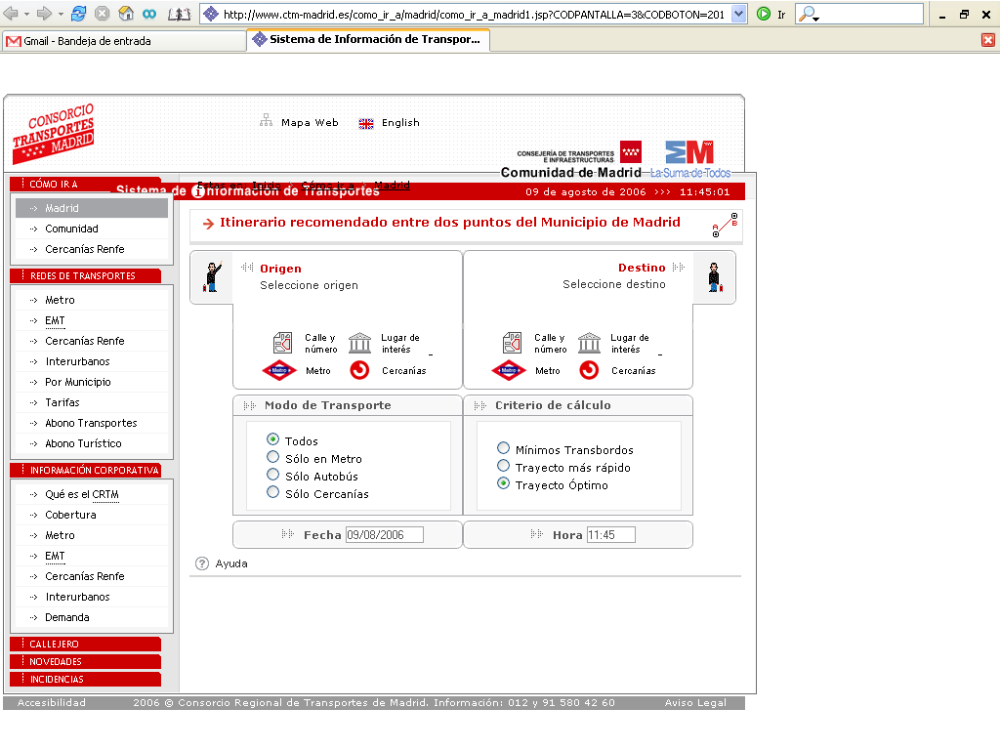 http://www.ctm-madrid.es/como_ir_a/madrid/como_ir_a_madrid1.jsp?CODPANTALLA=3&CODBOTON=201
Ir
Gmail - Bandeja de entrada
Sistema de Información de Transpor...
CONSORCIO
TRANSPORTES
MADRID
Mapa Web
English
CONSEJERÍA DE TRANSPORTES
E INFRAESTRUCTURAS
Comunidad de Madrid
EM
La Suma de Todos
Estás en: Inicio Cómo ir a Madrid
Sistema de Información de Transportes
09 de agosto de 2006 >>> 11:45:01
CÓMO IR A
Madrid
Comunidad
Cercanías Renfe
REDES DE TRANSPORTES
Metro
EMT
Cercanías Renfe
Interurbanos
Por Municipio
Tarifas
Abono Transportes
Abono Turístico
INFORMACIÓN CORPORATIVA
Qué es el CRTM
Cobertura
Metro
EMT
Cercanías Renfe
Interurbanos
Demanda
CALLEJERO
NOVEDADES
INCIDENCIAS
Itinerario recomendado entre dos puntos del Municipio de Madrid
A
B
Origen
Seleccione origen
Destino
Seleccione destino
Calle y número
Lugar de interés
Metro
Metro
Cercanías
Calle y número
Lugar de interés
Metro
Metro
Cercanías
Modo de Transporte
Todos
Sólo en Metro
Sólo Autobús
Sólo Cercanías
Criterio de cálculo
Mínimos Transbordos
Trayecto más rápido
Trayecto Óptimo
Fecha 09/08/2006
Hora 11:45
? Ayuda
Accesibilidad
2006 © Consorcio Regional de Transportes de Madrid. Información: 012 y 91 580 42 60
Aviso Legal